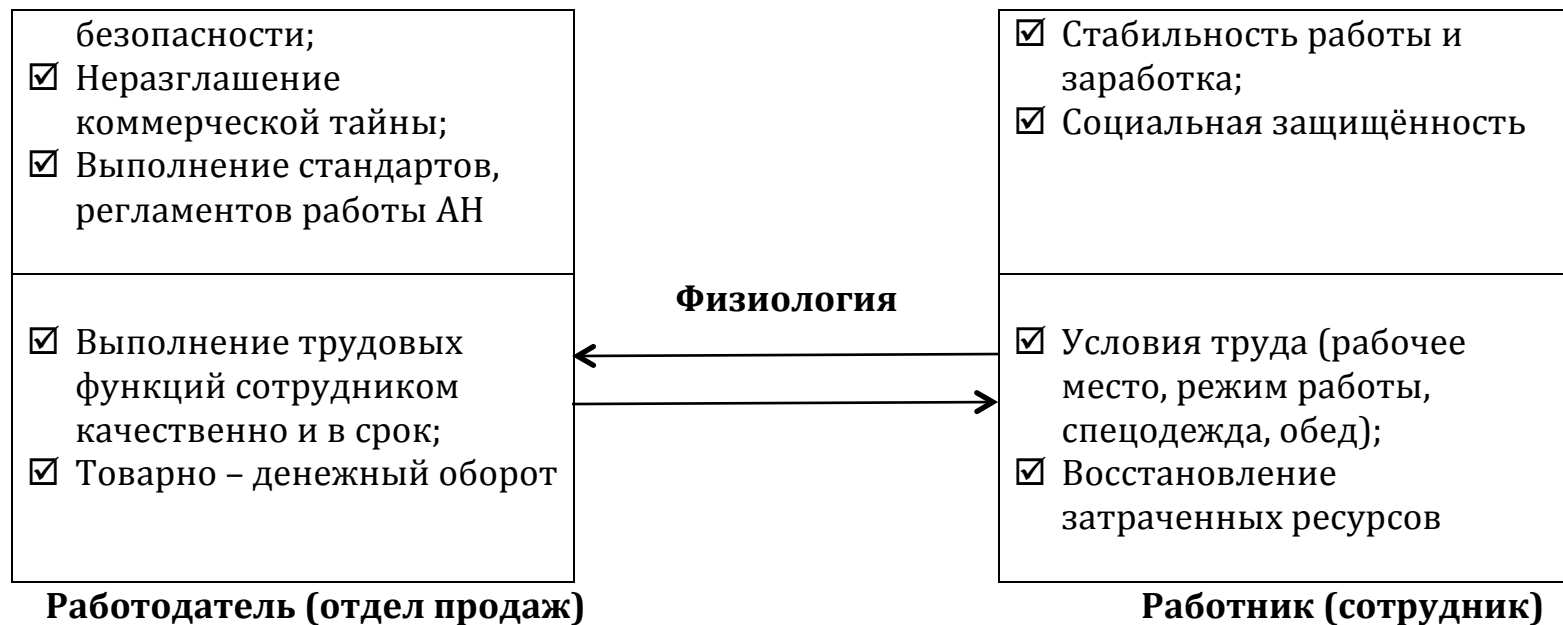 безопасности;
☑ Неразглашение
коммерческой тайны;
☑ Выполнение стандартов,
регламентов работы АН
☑ Стабильность работы и
заработка;
☑ Социальная защищённость
Физиология
☑ Выполнение трудовых
функций сотрудником
качественно и в срок;
☑ Товарно – денежный оборот
☑ Условия труда (рабочее
место, режим работы,
спецодежда, обед);
☑ Восстановление
затраченных ресурсов
Работодатель (отдел продаж)
Работник (сотрудник)